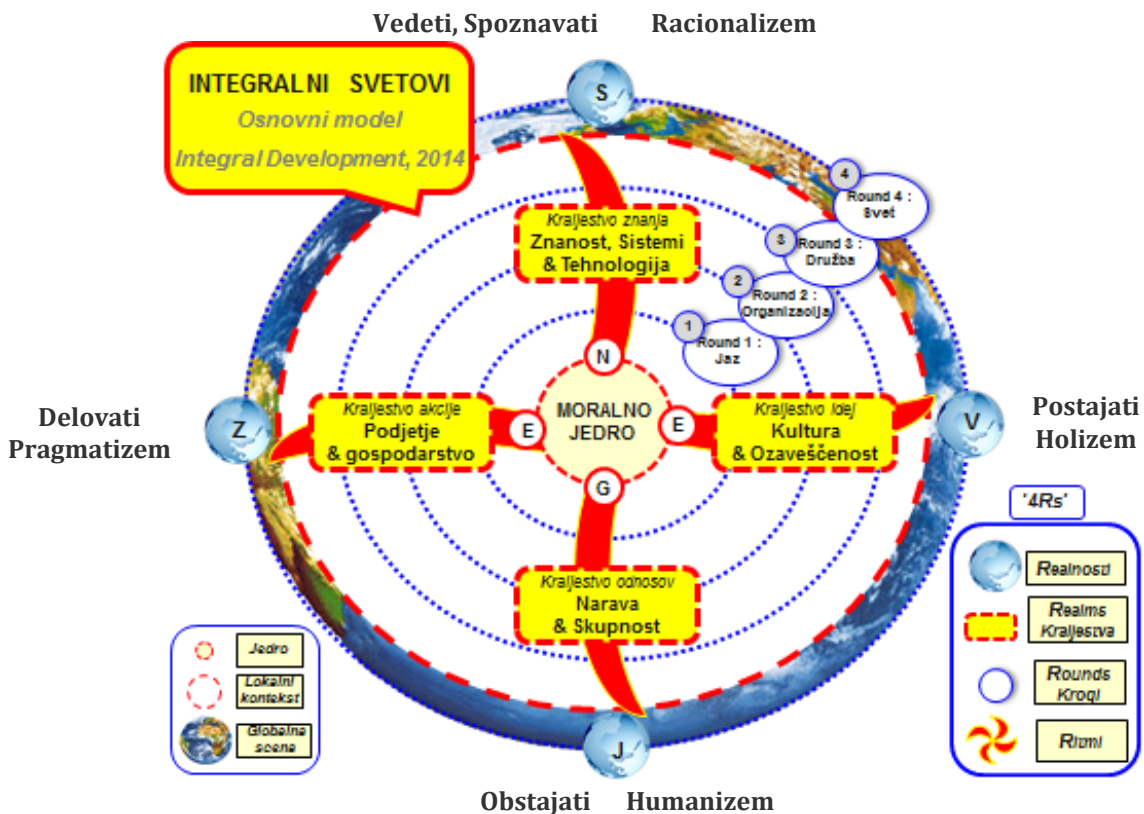 Vedeti, Spoznavati Racionalizem
INTEGRALNI SVETOVI
Osnovni model
Integral Development, 2014
S
4
Round 4 :
Svet
Kraljestvo znanja
Znanost, Sistemi
& Tehnologija
3
Round 3 :
Družba
2
Round 2 :
Organizacija
1
Round 1 :
Jaz
N
Delovati
Pragmatizem
Z
Kraljestvo akcije
Podjetje
& gospodarstvo
E
MORALNO
JEDRO
E
Kraljestvo idej
Kultura
& Ozaveščenost
V
Postajati
Holizem
G
'4Rs'
Kraljestvo odnosov
Narava
& Skupnost
Realnosti
Realms
Kraljestva
Rounds
Krogi
Ritmi
Jedro
Lokalni
kontekst
Globalna
scena
J
Obstajati Humanizem